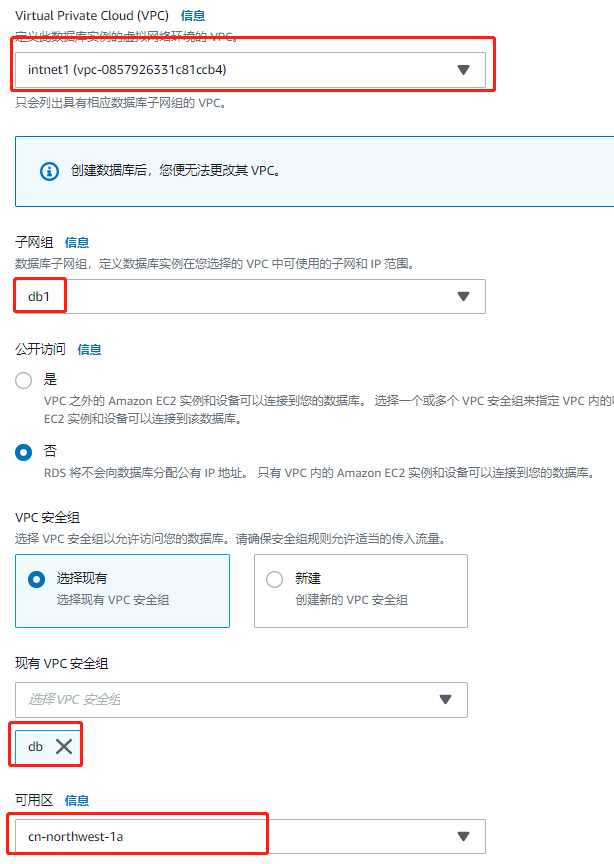 Virtual Private Cloud (VPC) 信息
定义此数据库实例的虚拟网络环境的 VPC。
intnet1 (vpc-0857926331c81ccb4)
只会列出具有相应数据库子网组的 VPC。
创建数据库后，您便无法更改其 VPC。
子网组 信息
数据库子网组，定义数据库实例在您选择的 VPC 中可使用的子网和 IP 范围。
db1
公开访问 信息
是
VPC 之外的 Amazon EC2 实例和设备可以连接到您的数据库。 选择一个或多个 VPC 安全组来指定 VPC 内的
EC2 实例和设备可以连接到该数据库。
否
RDS 将不会向数据库分配公有 IP 地址。 只有 VPC 内的 Amazon EC2 实例和设备可以连接到您的数据库。
VPC 安全组
选择 VPC 安全组以允许访问您的数据库。请确保安全组规则允许适当的传入流量。
选择现有
选择现有 VPC 安全组
新建
创建新的 VPC 安全组
现有 VPC 安全组
选择 VPC 安全组
db
可用区 信息
cn-northwest-1a